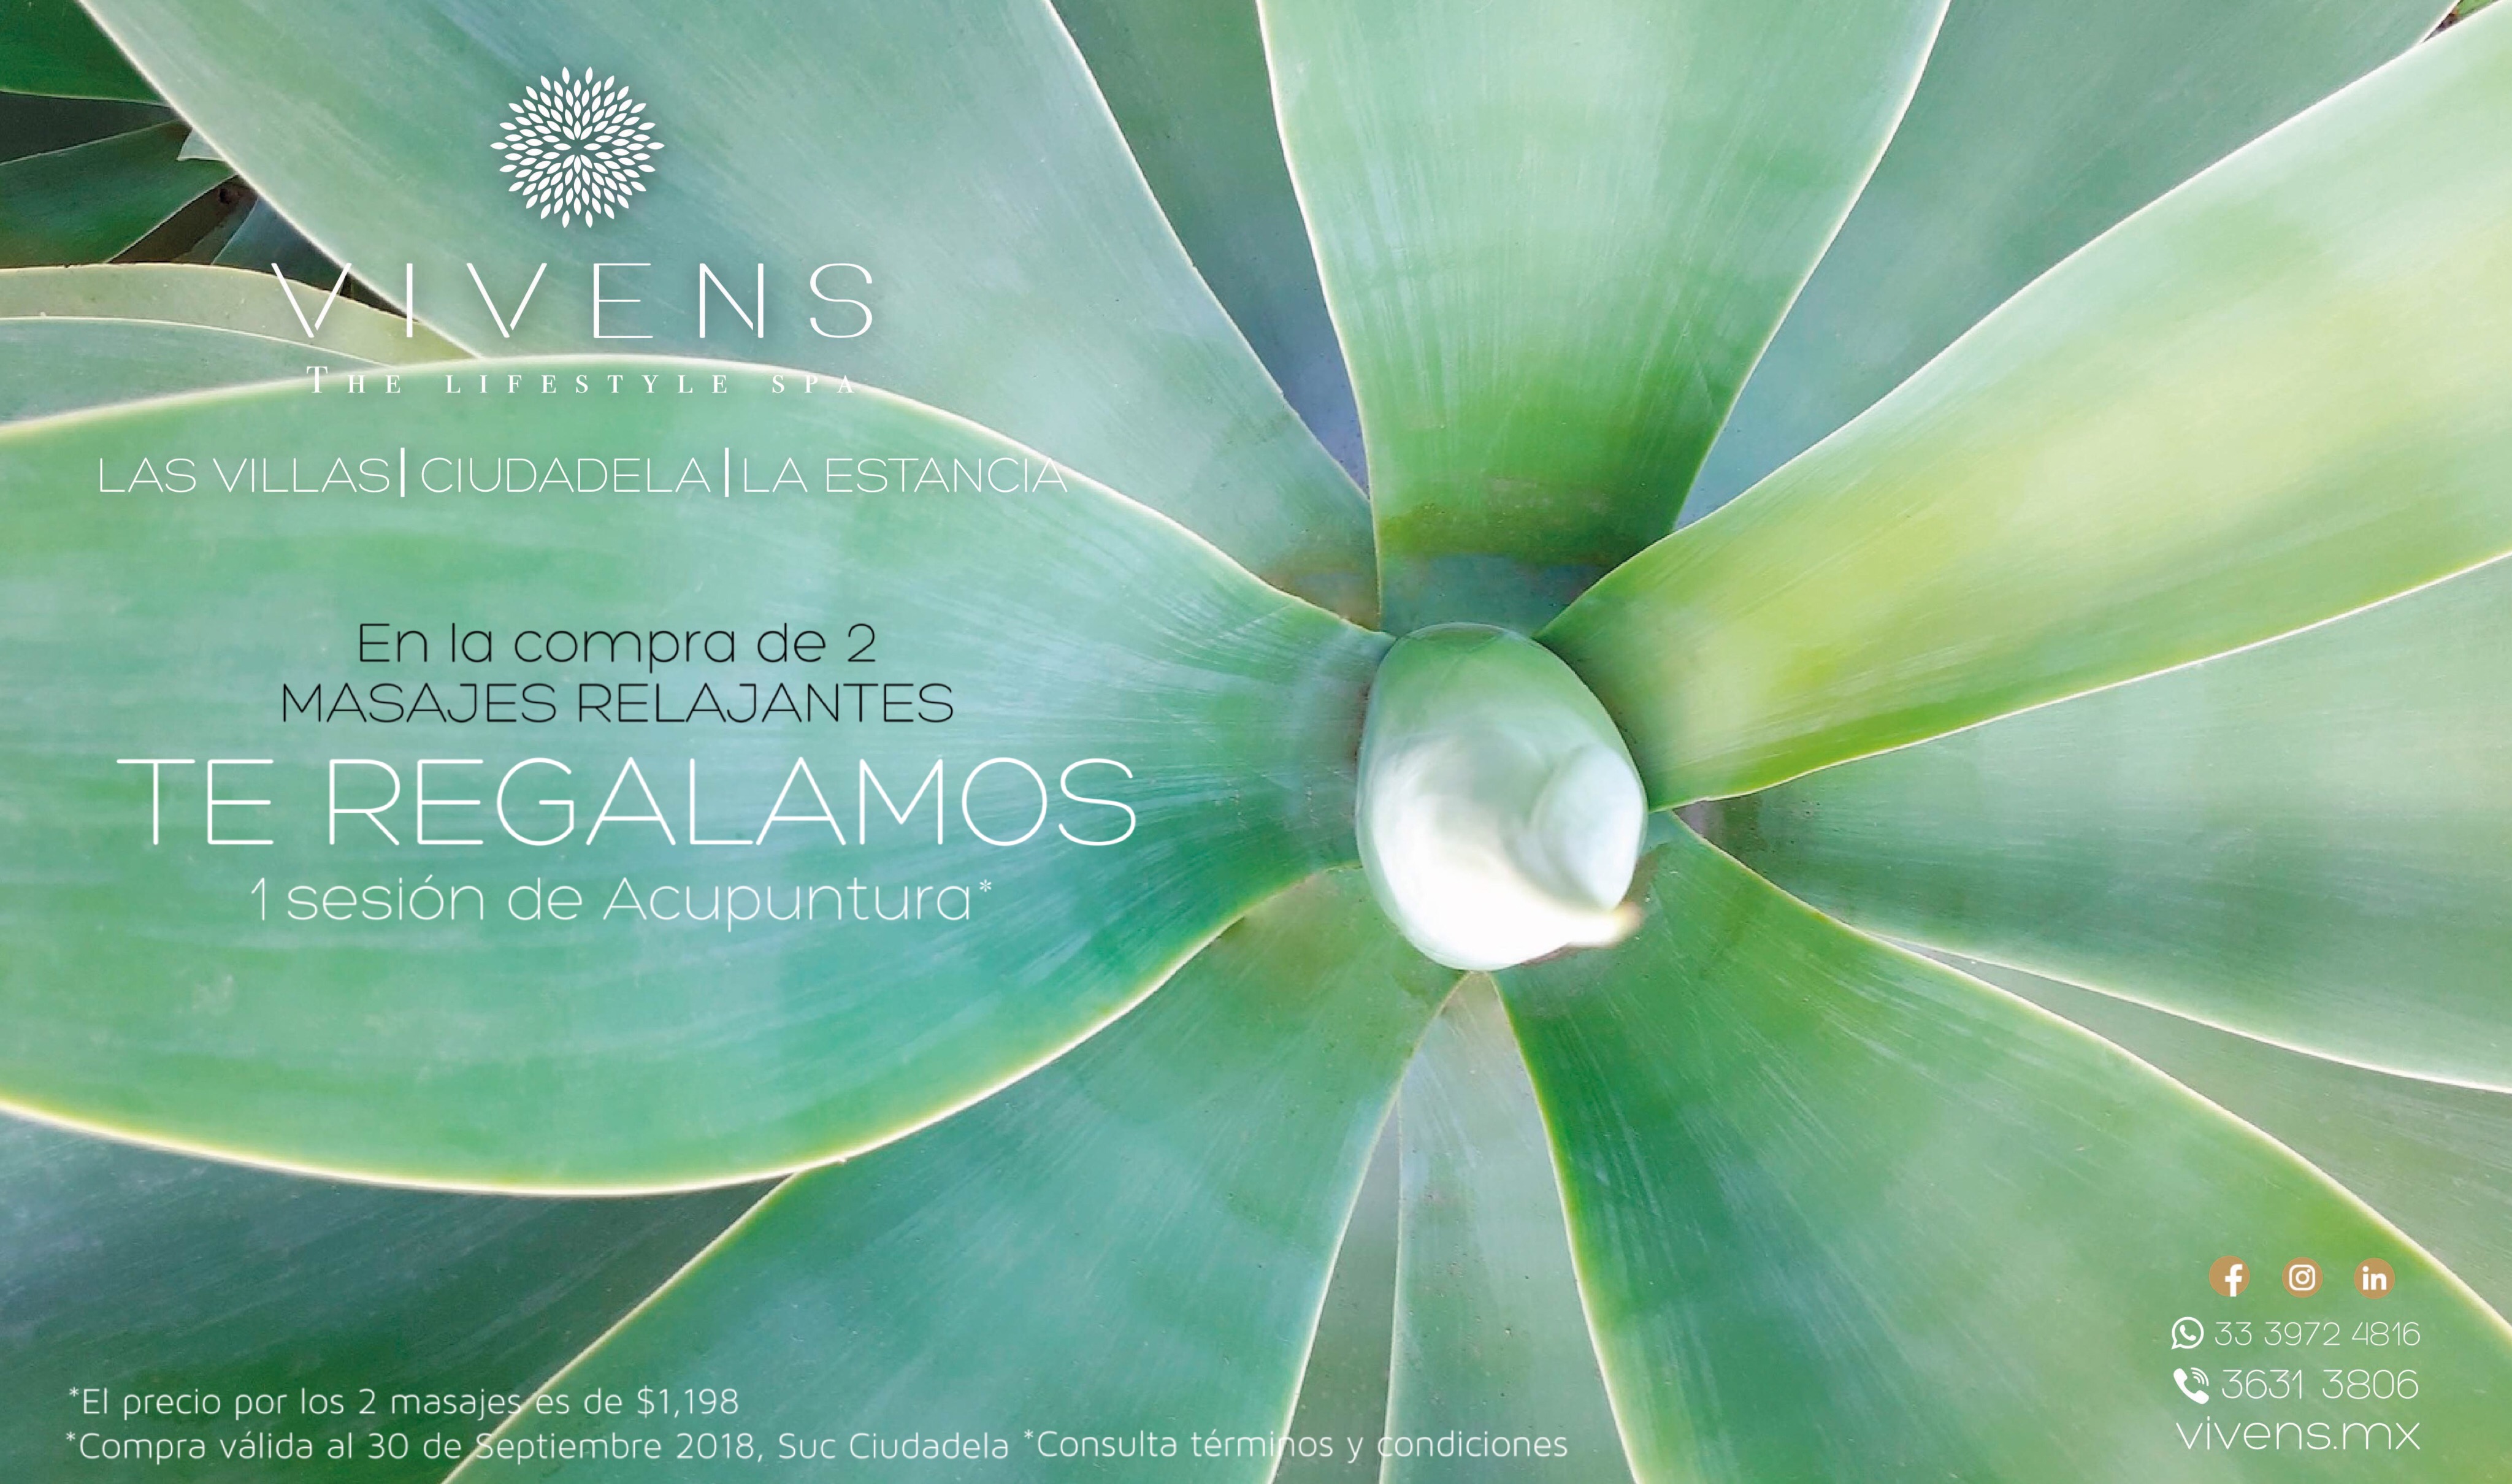 VIVENS
THE LIFESTYLE SPA
LAS VILLAS|CIUDADELA|LA ESTANCIA
En la compra de 2
MASAJES RELAJANTES
TE REGALAMOS
1 sesión de Acupuntura*
33 3972 4816
3631 3806
vivens.mx
*El precio por los 2 masajes es de $1,198
*Compra válida al 30 de Septiembre 2018, Suc Ciudadela *Consulta términos y condiciones